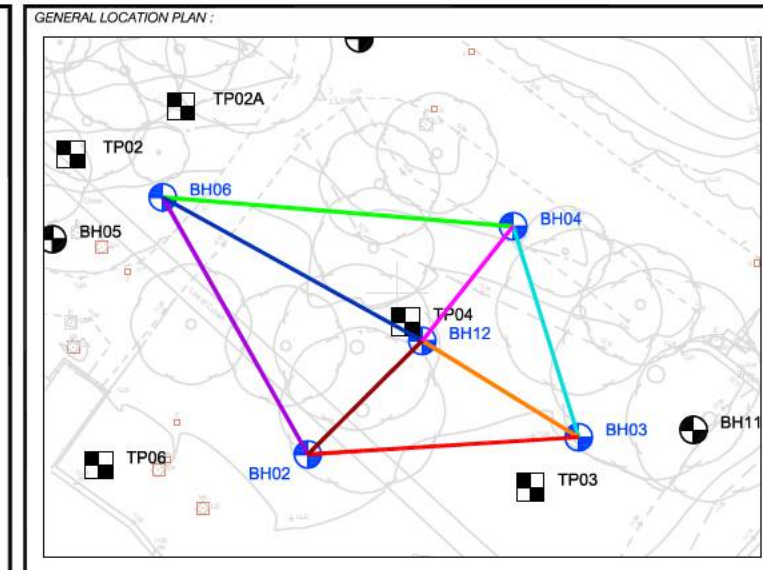 GENERAL LOCATION PLAN :
TP02A
TP02
BH06
BH04
BH05
TP04
BH12
BH03
BH11
TP06
BH02
TP03